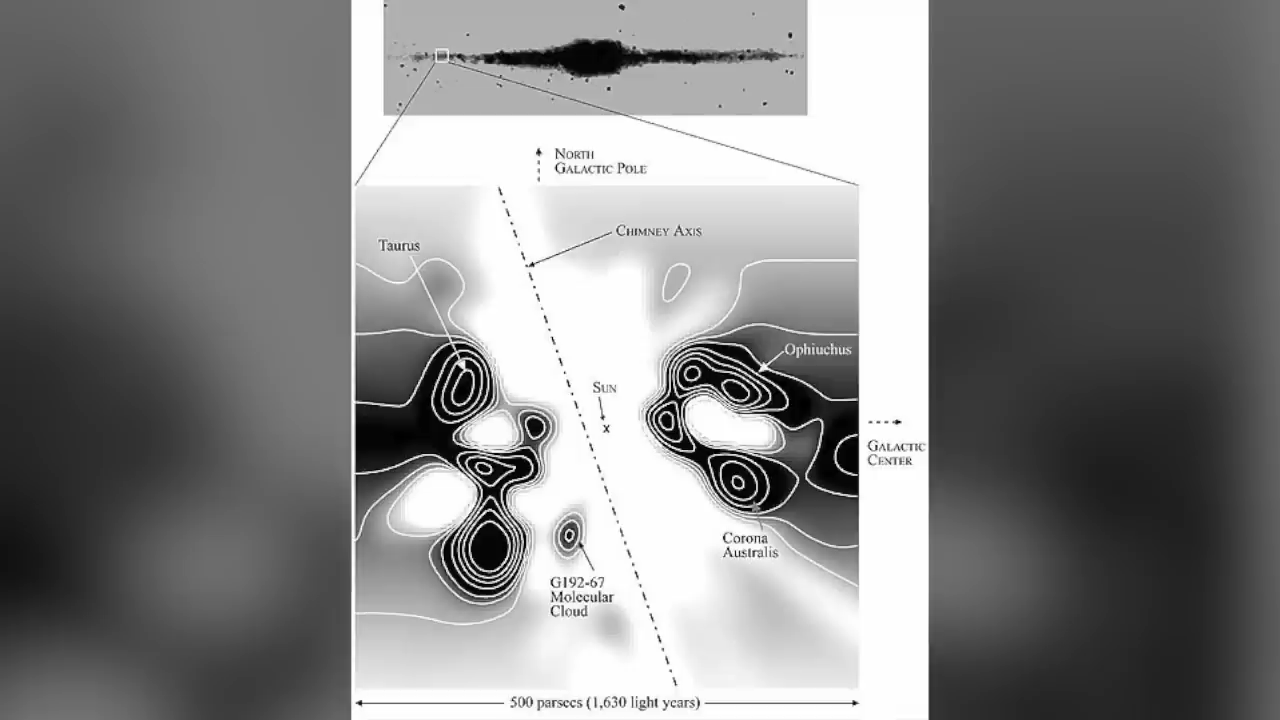 North
Galactic Pole
Chimney Axis
Taurus
Ophiuchus
Sun
x
Galactic
Center
Corona
Australis
G192-67
Molecular
Cloud
500 parsecs (1,630 light years)